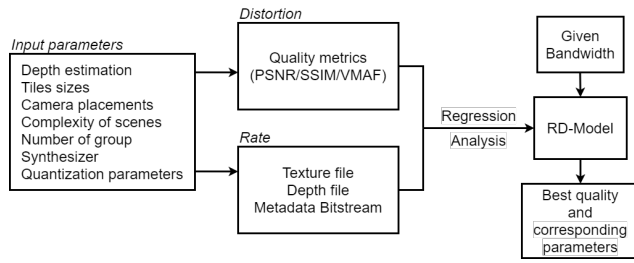 Input parameters
Depth estimation
Tiles sizes
Camera placements
Complexity of scenes
Number of group
Synthesizer
Quantization parameters
Distortion
Quality metrics
(PSNR/SSIM/VMAF)
Rate
Texture file
Depth file
Metadata Bitstream
Regression
Analysis
Given
Bandwidth
RD-Model
Best quality
and
corresponding
parameters